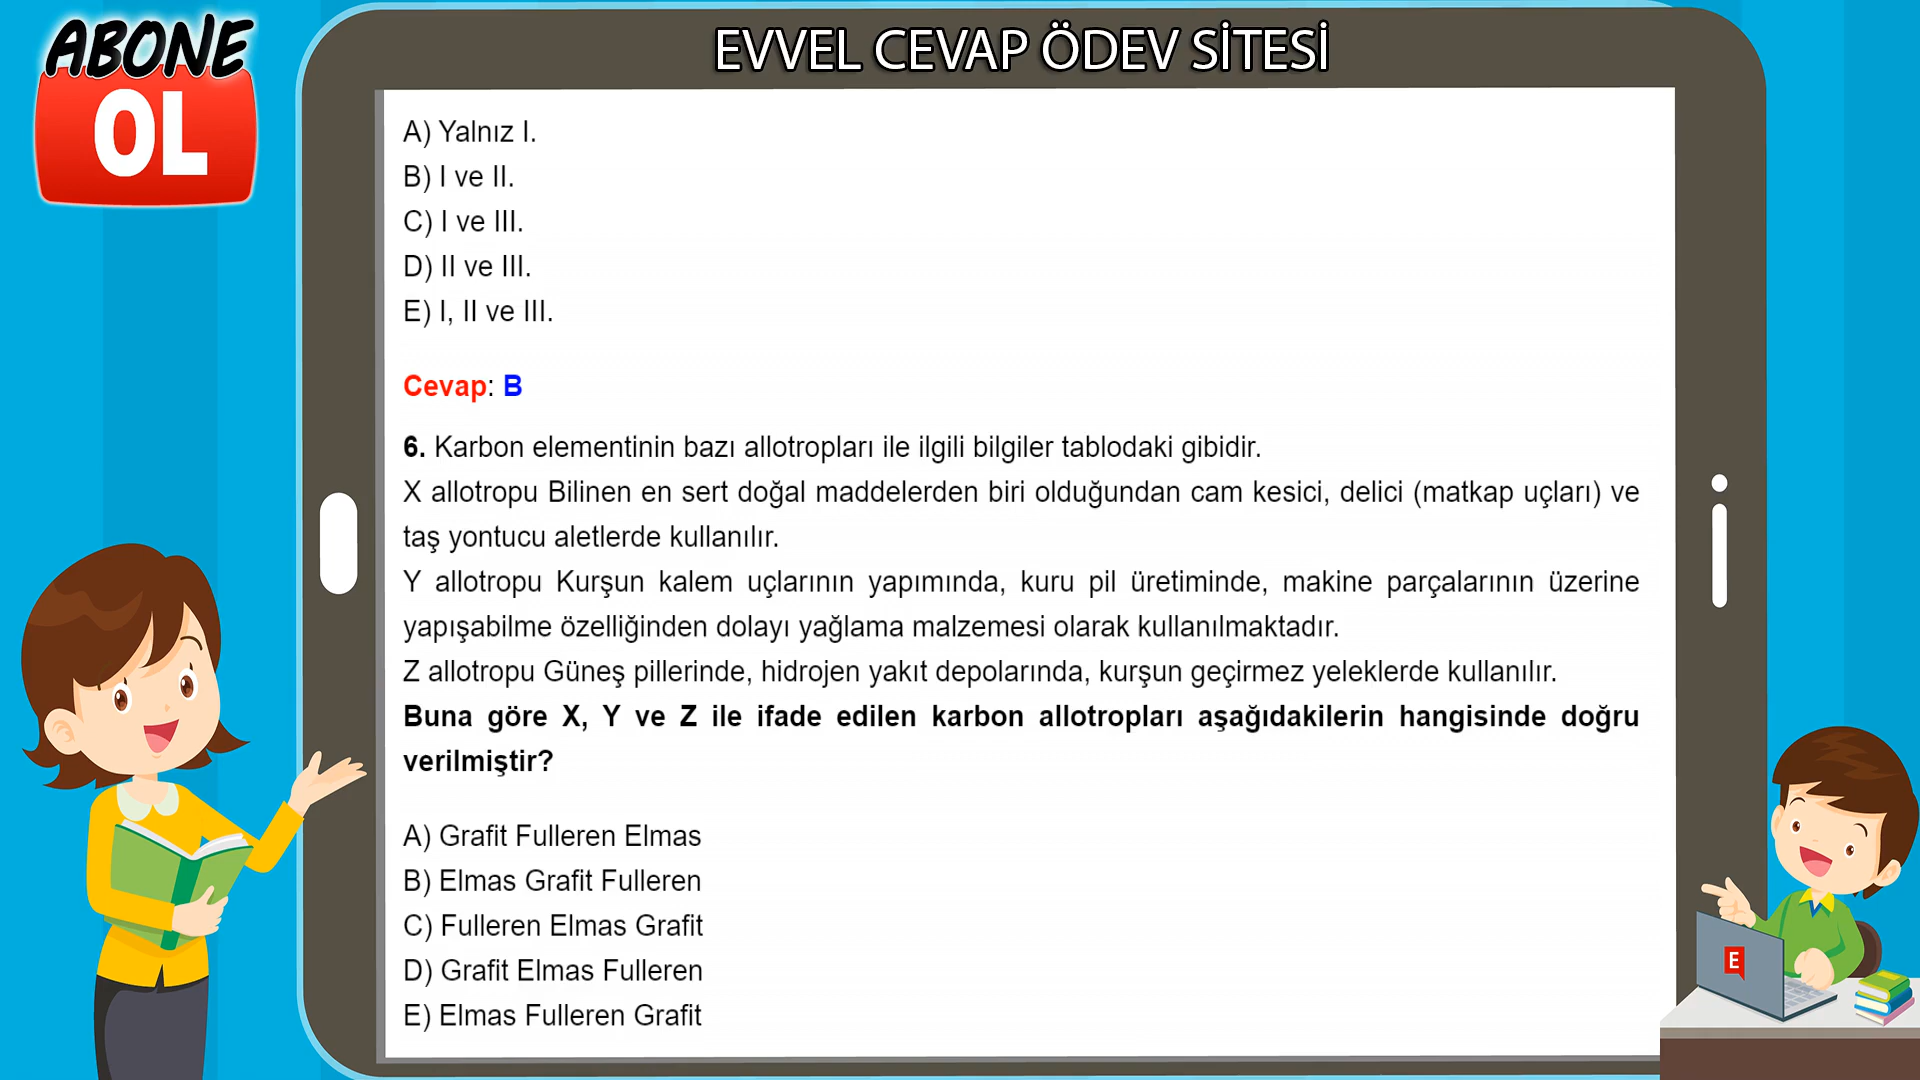 ABONE
OL
EVVEL CEVAP ÖDEV SİTESİ
A) Yalnız I.
B) I ve II.
C) I ve III.
D) II ve III.
E) I, II ve III.
Cevap: B
6. Karbon elementinin bazı allotropları ile ilgili bilgiler tablodaki gibidir.
X allotropu Bilinen en sert doğal maddelerden biri olduğundan cam kesici, delici (matkap uçları) ve
taş yontucu aletlerde kullanılır.
Y allotropu Kurşun kalem uçlarının yapımında, kuru pil üretiminde, makine parçalarının üzerine
yapışabilme özelliğinden dolayı yağlama malzemesi olarak kullanılmaktadır.
Z allotropu Güneş pillerinde, hidrojen yakıt depolarında, kurşun geçirmez yeleklerde kullanılır.
Buna göre X, Y ve Z ile ifade edilen karbon allotropları aşağıdakilerin hangisinde doğru
verilmiştir?
A) Grafit Fulleren Elmas
B) Elmas Grafit Fulleren
C) Fulleren Elmas Grafit
D) Grafit Elmas Fulleren
E) Elmas Fulleren Grafit
E